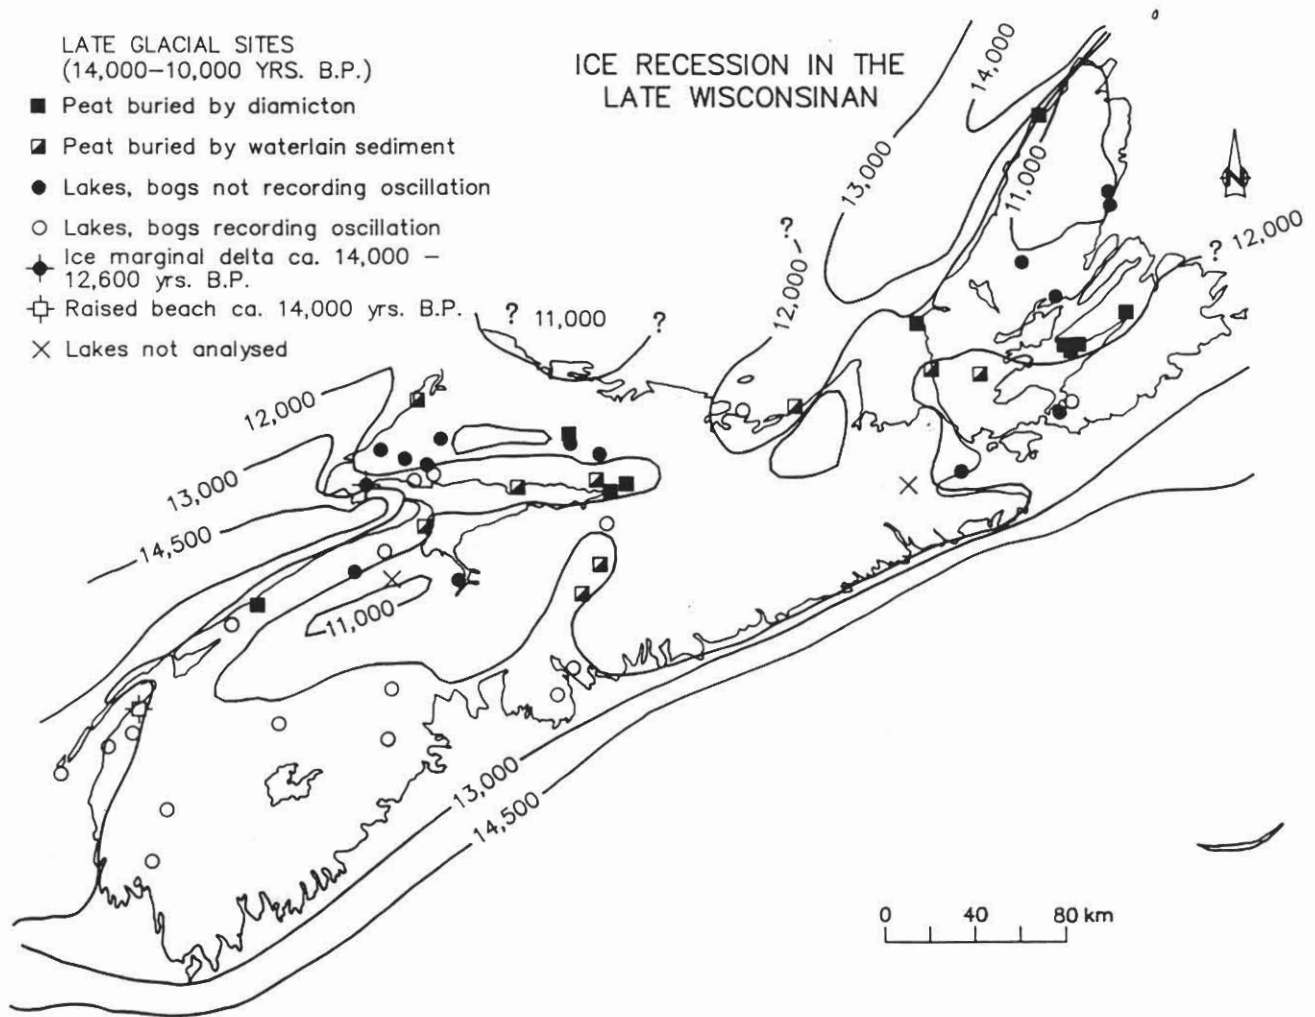 LATE GLACIAL SITES
(14,000–10,000 YRS. B.P.)
Peat buried by diamicton
Peat buried by waterlain sediment
Lakes, bogs not recording oscillation
Lakes, bogs recording oscillation
Ice marginal delta ca. 14,000 –
12,600 yrs. B.P.
Raised beach ca. 14,000 yrs. B.P.
Lakes not analysed
ICE RECESSION IN THE
LATE WISCONSINAN
14,000
13,000
11,000
N
? 12,000
?
12,000
? 11,000 ?
12,000
13,000
14,500
11,000
13,000
14,500
0 40 80 km